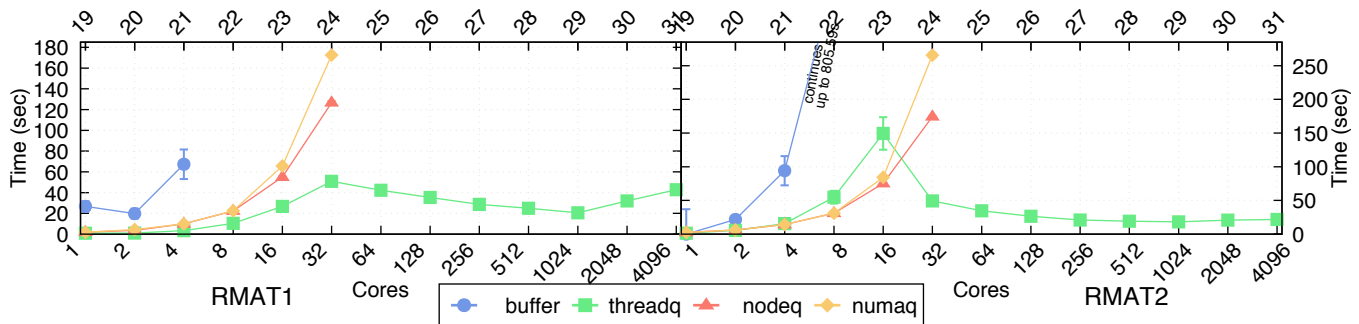 19 20 21 22 23 24 25 26 27 28 29 30 31 19 20 21 22 23 24 25 26 27 28 29 30 31
Time (sec)
180
160
140
120
100
80
60
40
20
0
continues
up to 805.59s
250
200
150
100
50
0
Time (sec)
1 2 4 8 16 32 64 128 256 512 1024 2048 4096 1 2 4 8 16 32 64 128 256 512 1024 2048 4096
RMAT1 Cores Cores RMAT2
buffer threadq nodeq numaq